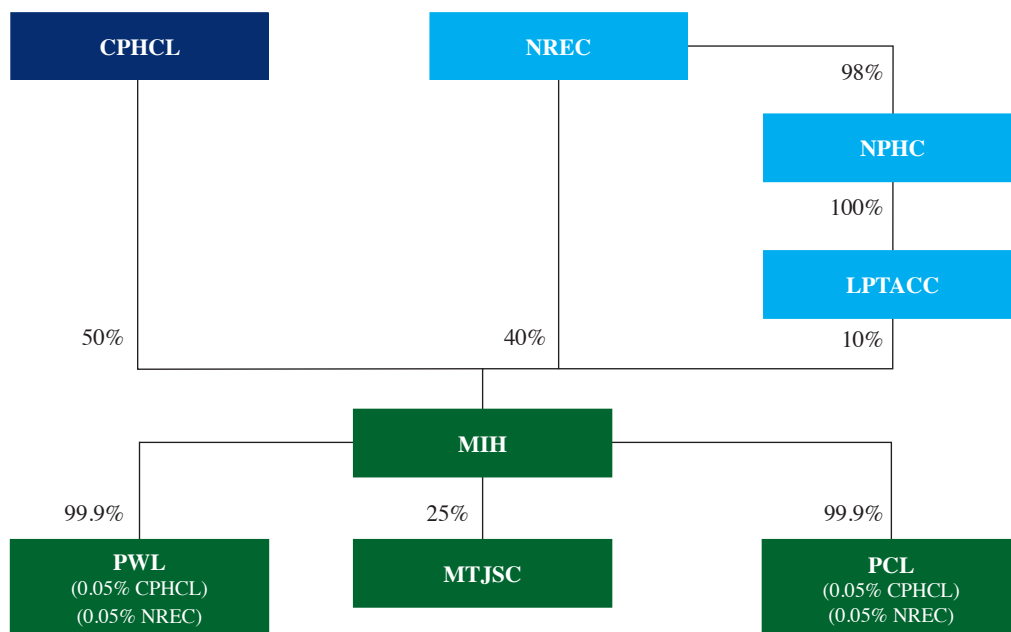 CPHCL
NREC
98%
NPHC
100%
LPTACC
50%
40%
10%
MIH
99.9%
25%
99.9%
PWL
(0.05% CPHCL)
(0.05% NREC)
MTJSC
PCL
(0.05% CPHCL)
(0.05% NREC)